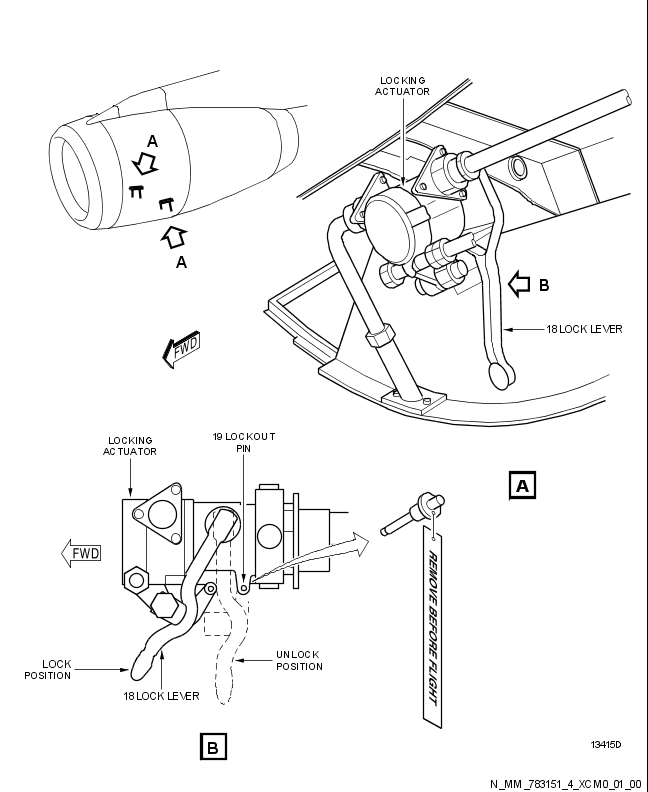 LOCKING
ACTUATOR
A
A
B
18 LOCK LEVER
FWD
LOCKING
ACTUATOR
19 LOCKOUT
PIN
A
FWD
REMOVE BEFORE FLIGHT
LOCK
POSITION
UNLOCK
POSITION
18 LOCK LEVER
B
13415D
N_MM_783151_4_XCM0_01_00